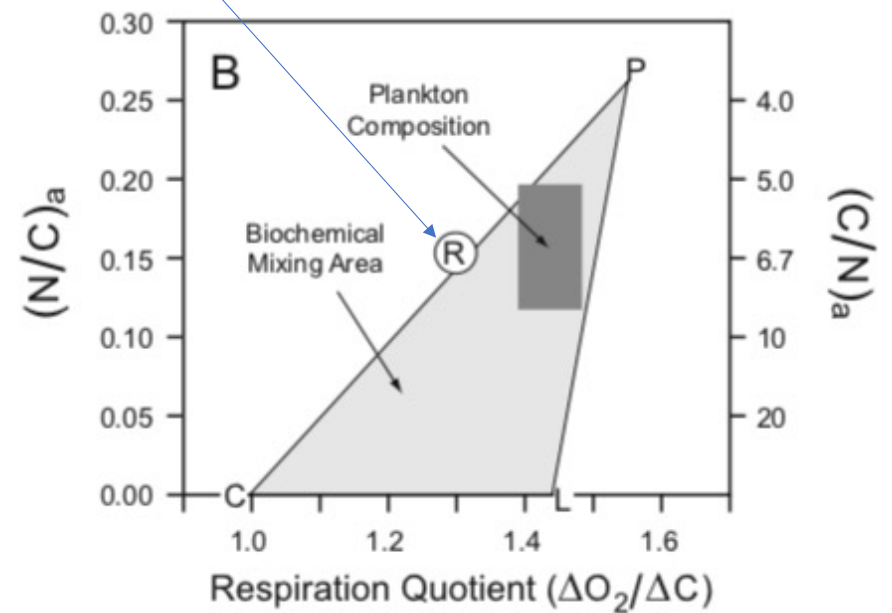 0.30
0.25
0.20
0.15
0.10
0.05
0.00
(N/C)a
B
Plankton
Composition
Biochemical
Mixing Area
R
P
C
L
4.0
5.0
6.7
10
20
(C/N)a
1.0 1.2 1.4 1.6
Respiration Quotient (ΔO₂/ΔC)